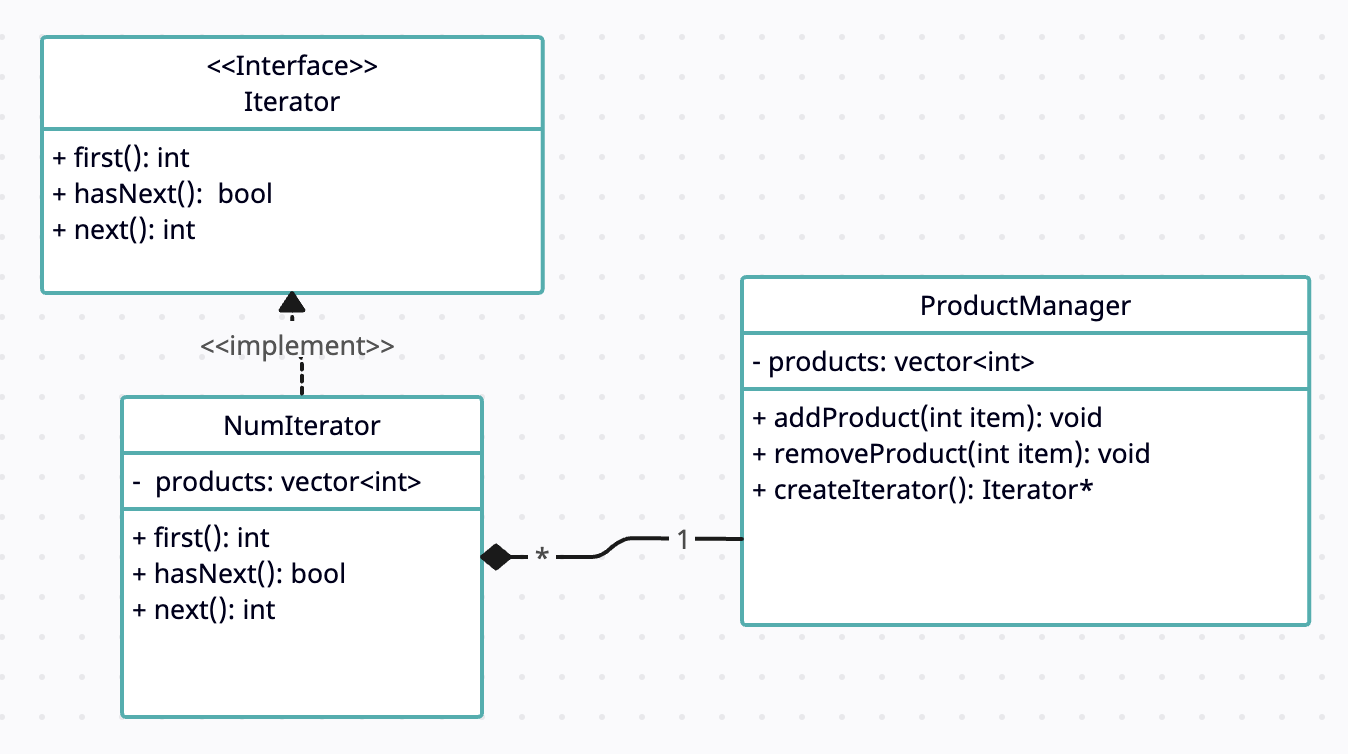 <<Interface>>
Iterator
+ first(): int
+ hasNext():  bool
+ next(): int
<<implement>>
NumIterator
-  products: vector<int>
+ first(): int
+ hasNext(): bool
+ next(): int
* 1
ProductManager
- products: vector<int>
+ addProduct(int item): void
+ removeProduct(int item): void
+ createIterator(): Iterator*